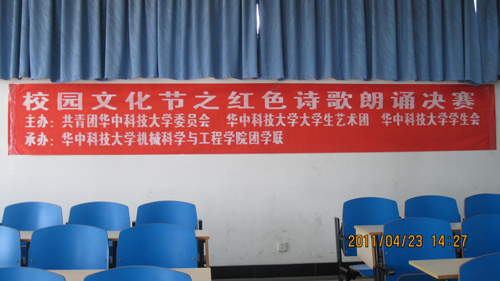 校园文化节之红色诗歌朗诵决赛
主办：共青团华中科技大学委员会 华中科技大学大学生艺术团 华中科技大学学生会
承办：华中科技大学机械科学与工程学院团学联
2011/04/23 14:27